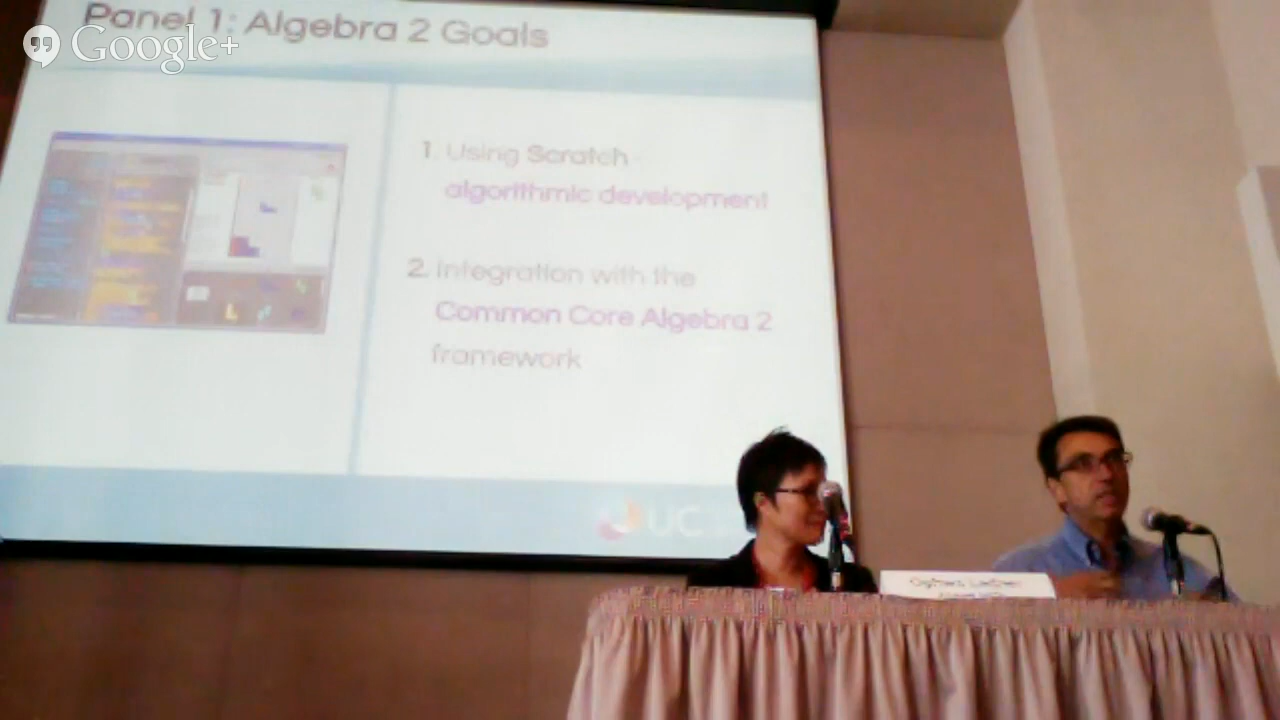 Panel 1: Algebra 2 Goals
Google+
1. Using Scratch
algorithmic development
2. Integration with the
Common Core Algebra 2
framework
UC